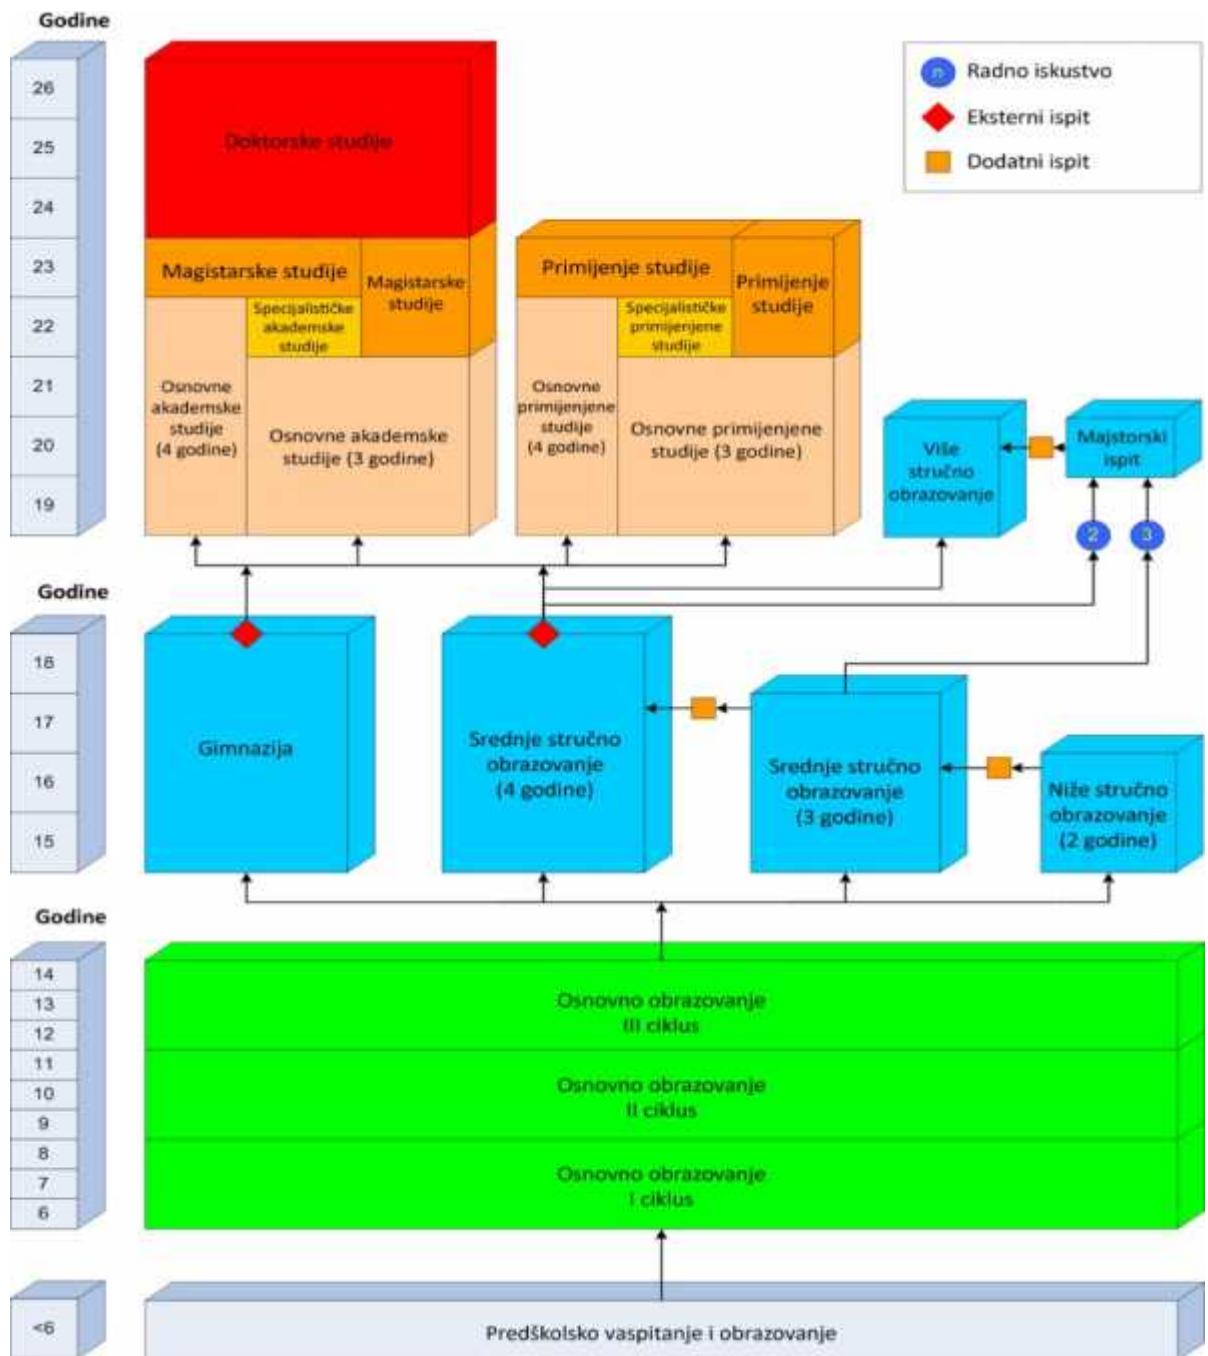 Godine
26
25
24
23
22
21
20
19
Doktorske studije
Magistarske studije
Magistarske
studije
Specijalističke
akademske
studije
Osnovne
akademske
studije
(4 godine)
Osnovne akademske
studije (3 godine)
Primijenje studije
Primijenje
studije
Specijalističke
primijenjene
studije
Osnovne
primijenjene
studije
(4 godine)
Osnovne primijenjene
studije (3 godine)
n Radno iskustvo
Eksterni ispit
Dodatni ispit
Više
stručno
obrazovanje
Majstorski
ispit
2
3
Godine
18
17
16
15
Gimnazija
Srednje stručno
obrazovanje
(4 godine)
Srednje stručno
obrazovanje
(3 godine)
Niže stručno
obrazovanje
(2 godine)
Godine
14
13
12
11
10
9
8
7
6
Osnovno obrazovanje
III ciklus
Osnovno obrazovanje
II ciklus
Osnovno obrazovanje
I ciklus
<6
Predškolsko vaspitanje i obrazovanje